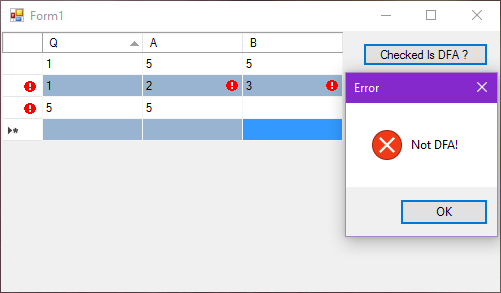 Form1
Q A B
Checked Is DFA ?
1 5 5
1 2 3
5 5
Error
Not DFA!
OK